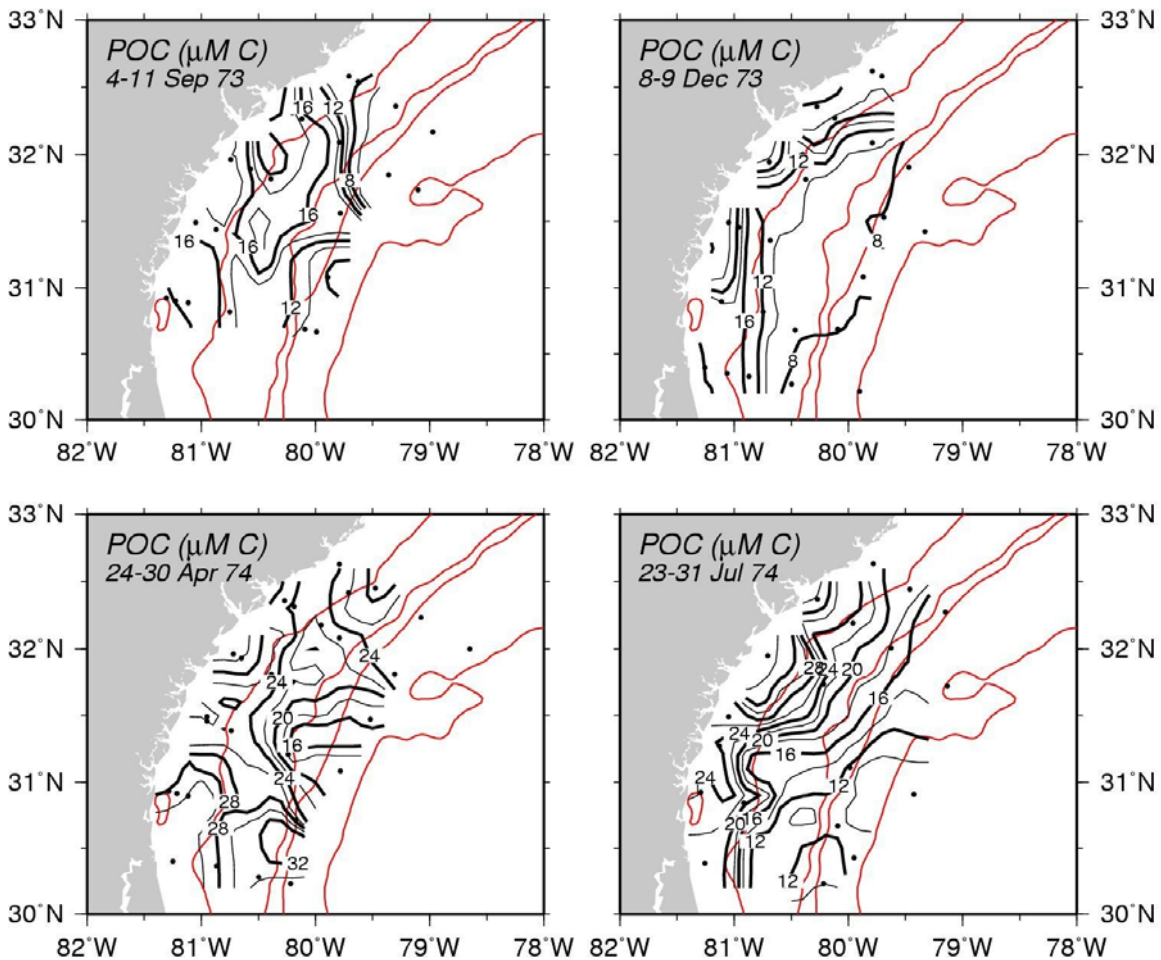 POC (μM C)
4-11 Sep 73
33°N
32°N
31°N
30°N
82°W 81°W 80°W 79°W 78°W
16 12
8
16
16
16
12
POC (μM C)
8-9 Dec 73
33°N
32°N
31°N
30°N
82°W 81°W 80°W 79°W 78°W
12
8
12
16
8
POC (μM C)
24-30 Apr 74
33°N
32°N
31°N
30°N
82°W 81°W 80°W 79°W 78°W
24
24
20
16
24
28
28
32
POC (μM C)
23-31 Jul 74
33°N
32°N
31°N
30°N
82°W 81°W 80°W 79°W 78°W
28 24 20
16
24
20
16
24
12
20 16
12
12